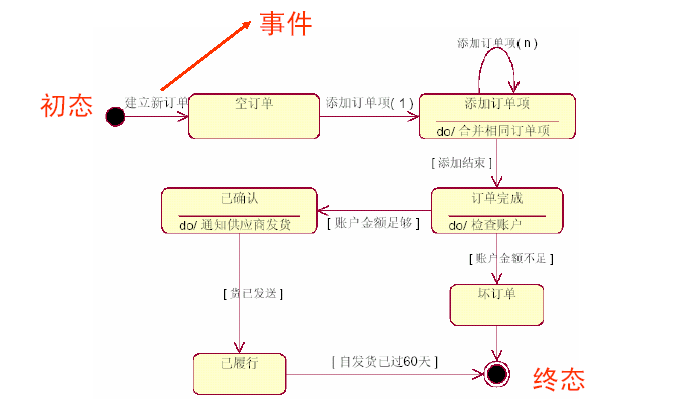 事件
添加订单项( n )
初态
建立新订单
空订单
添加订单项( 1 )
添加订单项
do/ 合并相同订单项
[ 添加结束 ]
已确认
do/ 通知供应商发货
[ 账户金额足够 ]
订单完成
do/ 检查账户
[ 账户金额不足 ]
[ 货已发送 ]
坏订单
已履行
[ 自发货已过60天 ]
终态